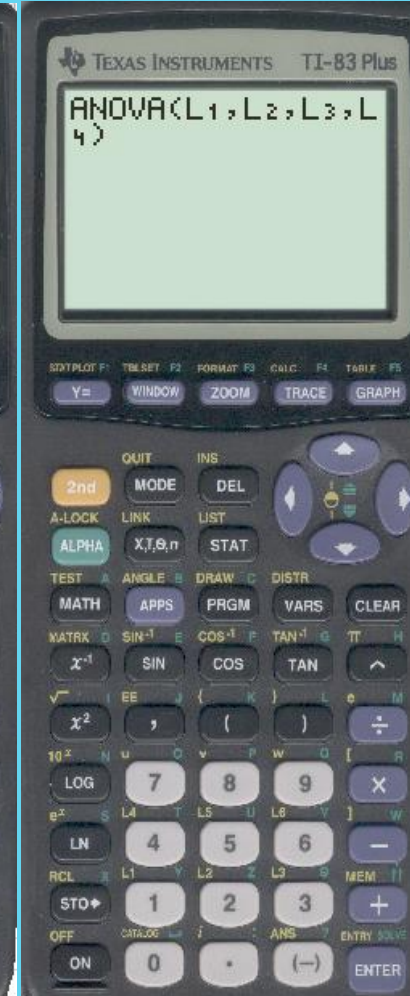 TEXAS INSTRUMENTS TI-83 Plus
ANOVA(L1,L2,L3,L
4)
STAT PLOT F1 TBLSET F2 FORMAT F3 CALC F4 TABLE F5
Y= WINDOW ZOOM TRACE GRAPH
QUIT INS
2nd MODE DEL
A-LOCK LINK LIST
ALPHA X,T,θ,n STAT
TEST A ANGLE B DRAW C DISTR
MATH APPS PRGM VARS CLEAR
MATRX D SIN-1 E COS-1 F TAN-1 G π H
x-1 SIN COS TAN ^
√ I EE J { K } L e M
x² , ( ) ÷
10ˣ N u O v P w Q [ R
LOG 7 8 9 ×
eˣ S L4 T L5 U L6 V ] W
LN 4 5 6 −
RCL X L1 Y L2 Z L3 θ MEM "
STO➧ 1 2 3 +
OFF CATALOG i : ANS ? ENTRY SOLVE
ON 0 . (−) ENTER